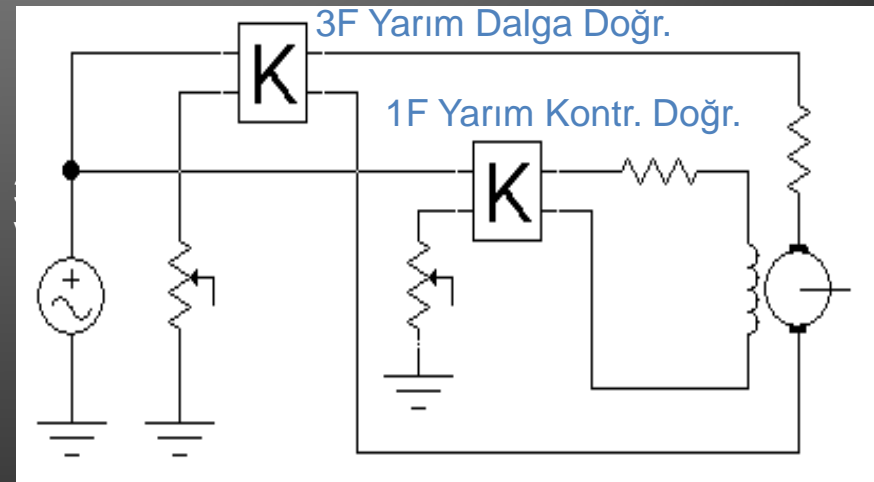 3F Yarım Dalga Doğr.
K
1F Yarım Kontr. Doğr.
K